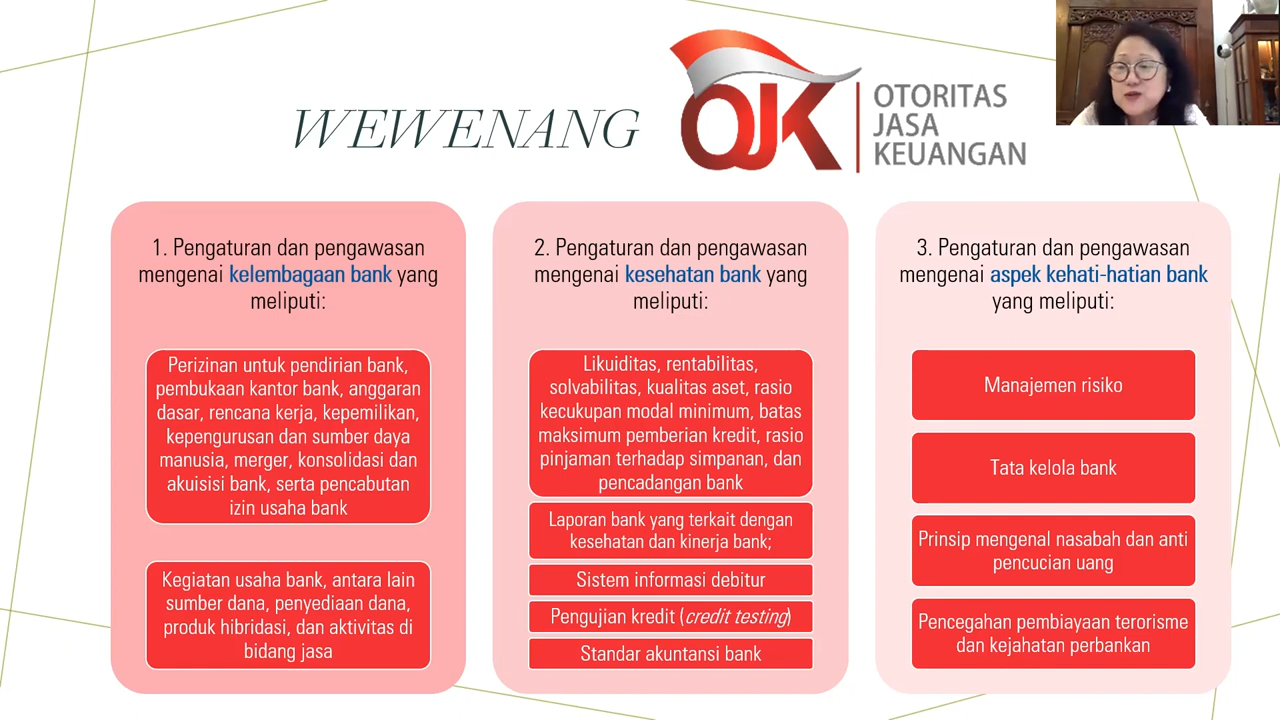 WEWENANG
OJK
OTORITAS
JASA
KEUANGAN
1. Pengaturan dan pengawasan
mengenai kelembagaan bank yang
meliputi:
Perizinan untuk pendirian bank,
pembukaan kantor bank, anggaran
dasar, rencana kerja, kepemilikan,
kepengurusan dan sumber daya
manusia, merger, konsolidasi dan
akuisisi bank, serta pencabutan
izin usaha bank
Kegiatan usaha bank, antara lain
sumber dana, penyediaan dana,
produk hibridasi, dan aktivitas di
bidang jasa
2. Pengaturan dan pengawasan
mengenai kesehatan bank yang
meliputi:
Likuiditas, rentabilitas,
solvabilitas, kualitas aset, rasio
kecukupan modal minimum, batas
maksimum pemberian kredit, rasio
pinjaman terhadap simpanan, dan
pencadangan bank
Laporan bank yang terkait dengan
kesehatan dan kinerja bank;
Sistem informasi debitur
Pengujian kredit (credit testing)
Standar akuntansi bank
3. Pengaturan dan pengawasan
mengenai aspek kehati-hatian bank
yang meliputi:
Manajemen risiko
Tata kelola bank
Prinsip mengenal nasabah dan anti
pencucian uang
Pencegahan pembiayaan terorisme
dan kejahatan perbankan